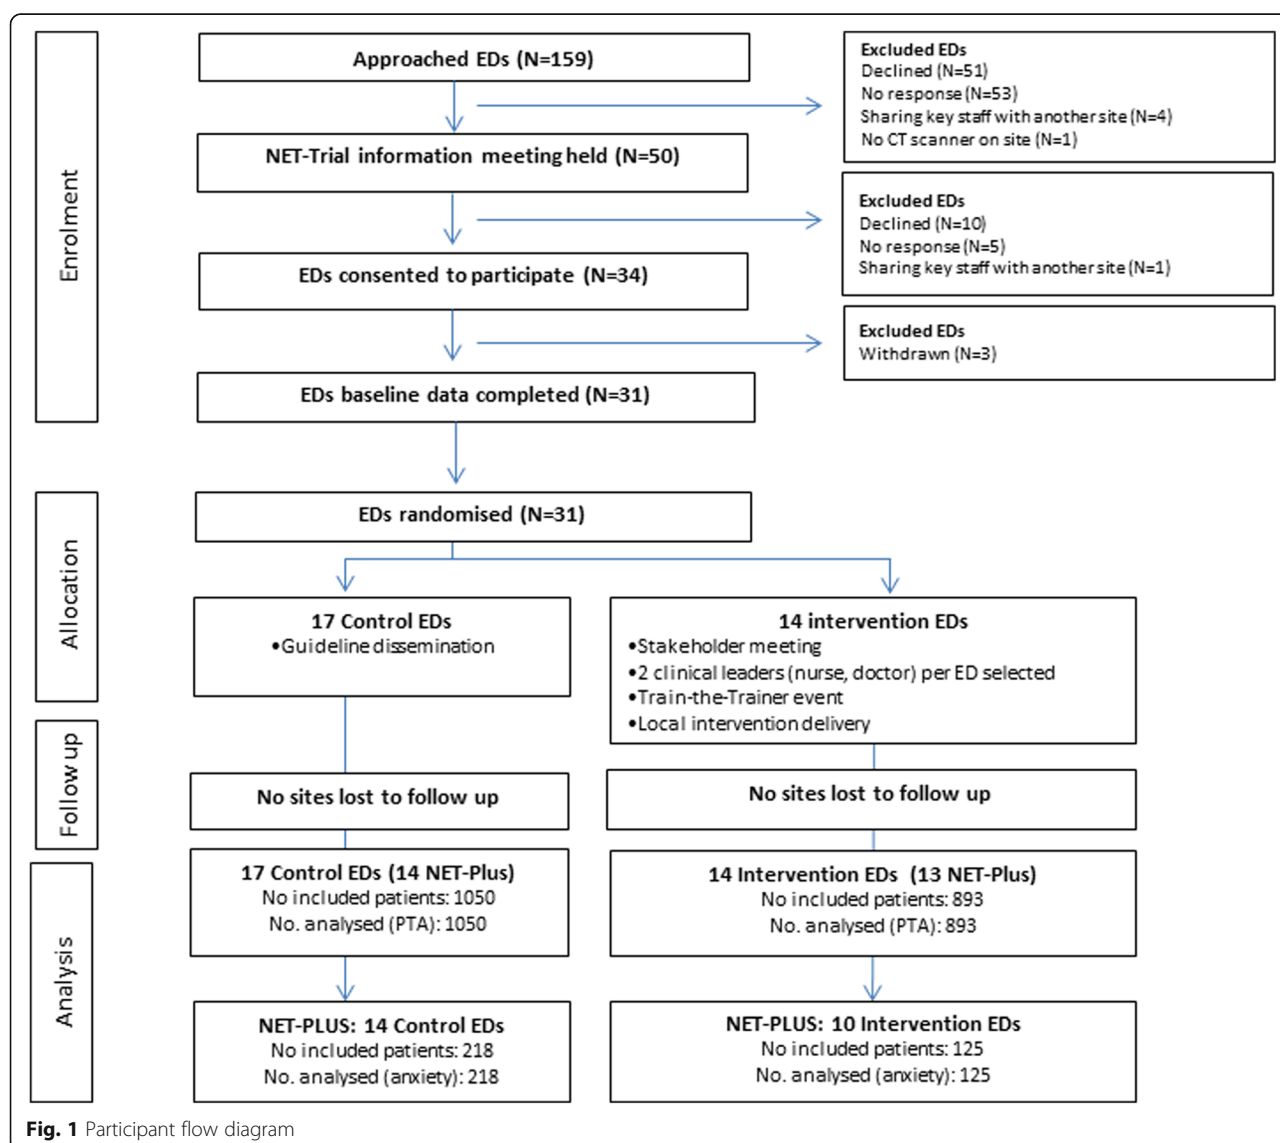 Enrolment
Approached EDs (N=159)
Excluded EDs
Declined (N=51)
No response (N=53)
Sharing key staff with another site (N=4)
No CT scanner on site (N=1)
NET-Trial information meeting held (N=50)
Excluded EDs
Declined (N=10)
No response (N=5)
Sharing key staff with another site (N=1)
EDs consented to participate (N=34)
Excluded EDs
Withdrawn (N=3)
EDs baseline data completed (N=31)
Allocation
EDs randomised (N=31)
17 Control EDs
•Guideline dissemination
14 intervention EDs
•Stakeholder meeting
•2 clinical leaders (nurse, doctor) per ED selected
•Train-the-Trainer event
•Local intervention delivery
Follow up
No sites lost to follow up
No sites lost to follow up
Analysis
17 Control EDs (14 NET-Plus)
No included patients: 1050
No. analysed (PTA): 1050
14 Intervention EDs (13 NET-Plus)
No included patients: 893
No. analysed (PTA): 893
NET-PLUS: 14 Control EDs
No included patients: 218
No. analysed (anxiety): 218
NET-PLUS: 10 Intervention EDs
No included patients: 125
No. analysed (anxiety): 125
Fig. 1 Participant flow diagram